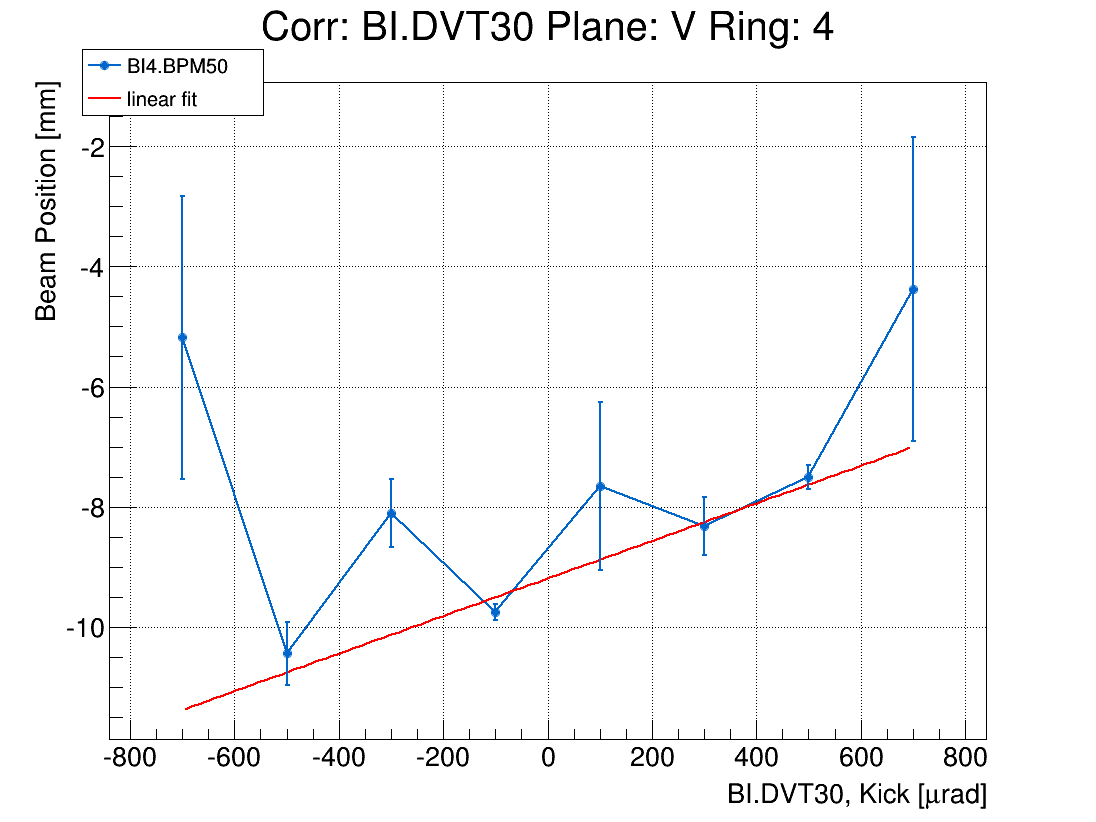 Corr: BI.DVT30 Plane: V Ring: 4
BI4.BPM50
linear fit
Beam Position [mm]
-2
-4
-6
-8
-10
-800 -600 -400 -200 0 200 400 600 800
BI.DVT30, Kick [μrad]